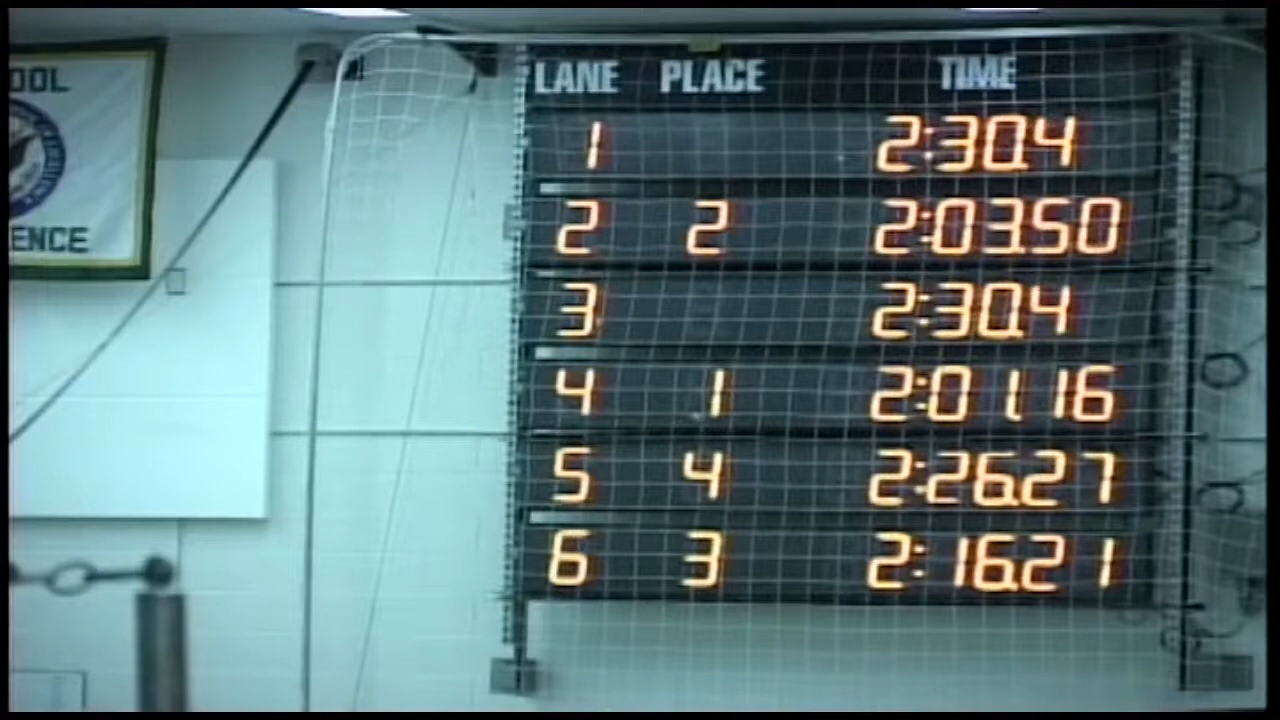 OOL
ENCE
LANE PLACE TIME
1 2:30.4
2 2 2:03.50
3 2:30.4
4 1 2:01.16
5 4 2:26.27
6 3 2:16.21